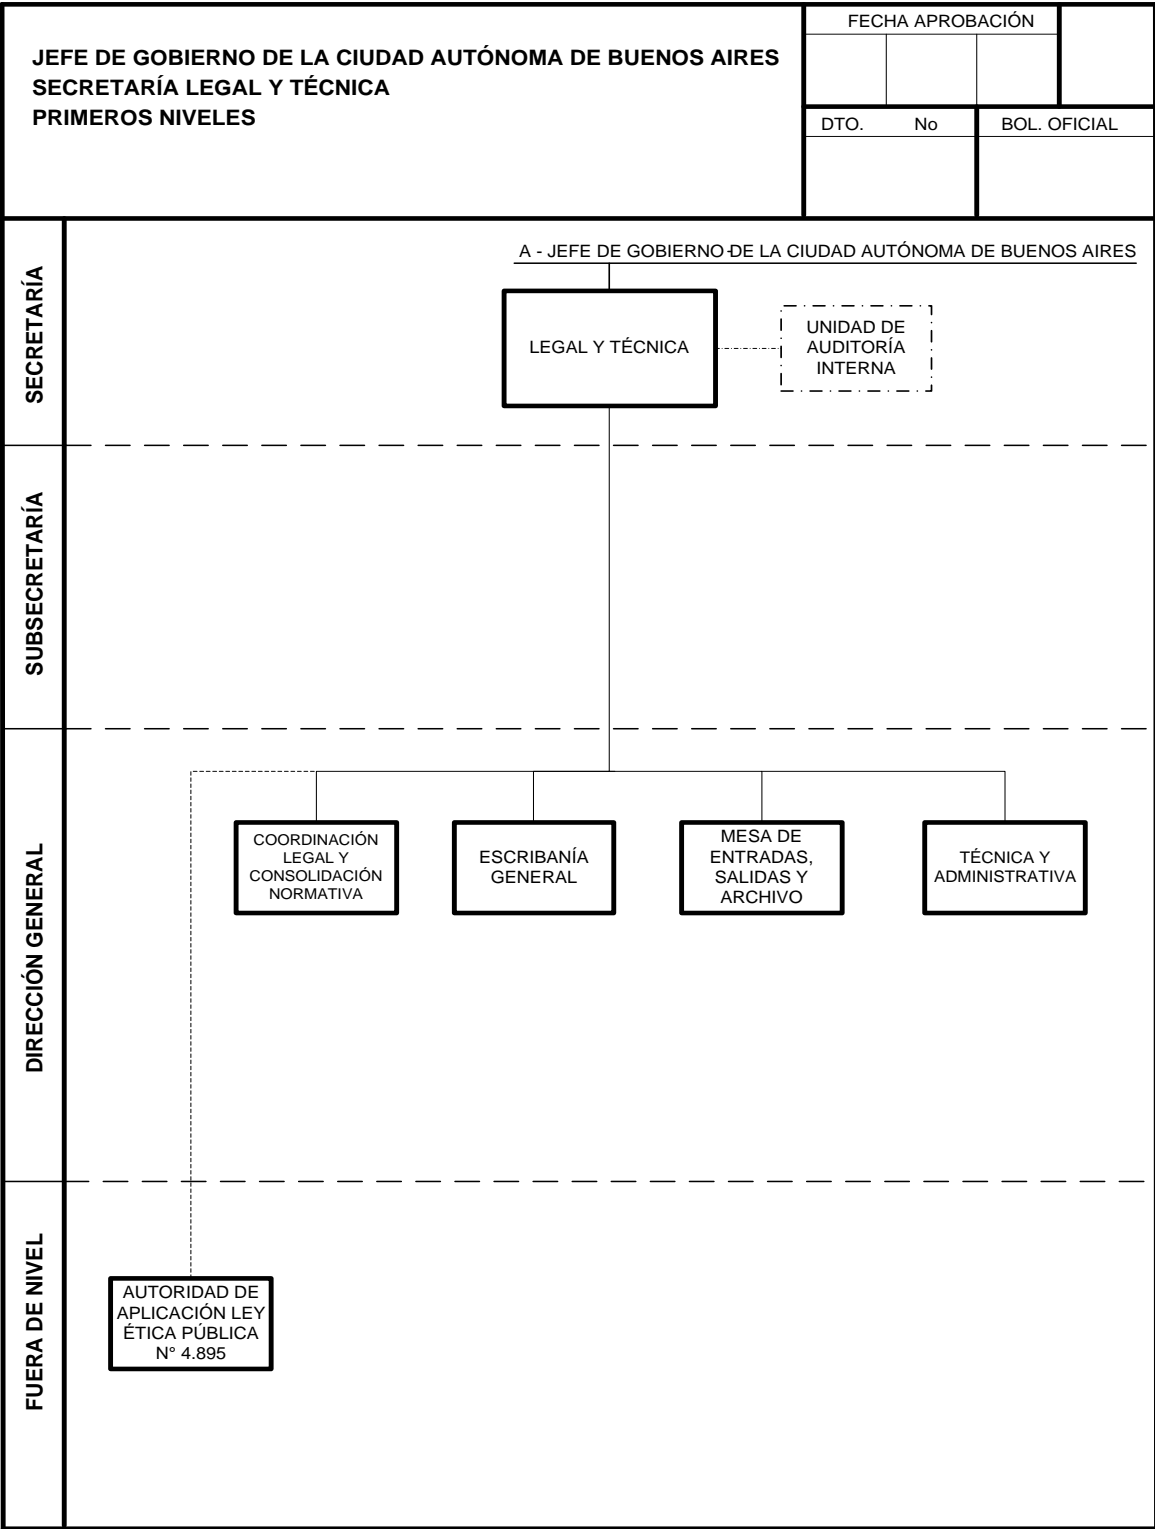 JEFE DE GOBIERNO DE LA CIUDAD AUTÓNOMA DE BUENOS AIRES
SECRETARÍA LEGAL Y TÉCNICA
PRIMEROS NIVELES
FECHA APROBACIÓN
DTO. No
BOL. OFICIAL
SECRETARÍA
A - JEFE DE GOBIERNO DE LA CIUDAD AUTÓNOMA DE BUENOS AIRES
LEGAL Y TÉCNICA
UNIDAD DE
AUDITORÍA
INTERNA
SUBSECRETARÍA
DIRECCIÓN GENERAL
COORDINACIÓN
LEGAL Y
CONSOLIDACIÓN
NORMATIVA
ESCRIBANÍA
GENERAL
MESA DE
ENTRADAS,
SALIDAS Y
ARCHIVO
TÉCNICA Y
ADMINISTRATIVA
FUERA DE NIVEL
AUTORIDAD DE
APLICACIÓN LEY
ÉTICA PÚBLICA
N° 4.895